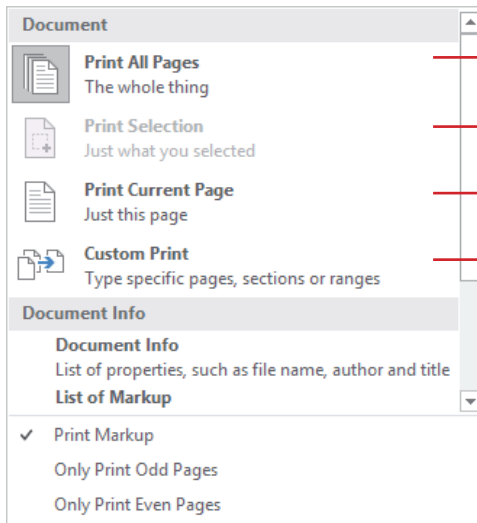 Document
Print All Pages
The whole thing
Print Selection
Just what you selected
Print Current Page
Just this page
Custom Print
Type specific pages, sections or ranges
Document Info
Document Info
List of properties, such as file name, author and title
List of Markup
Print Markup
Only Print Odd Pages
Only Print Even Pages